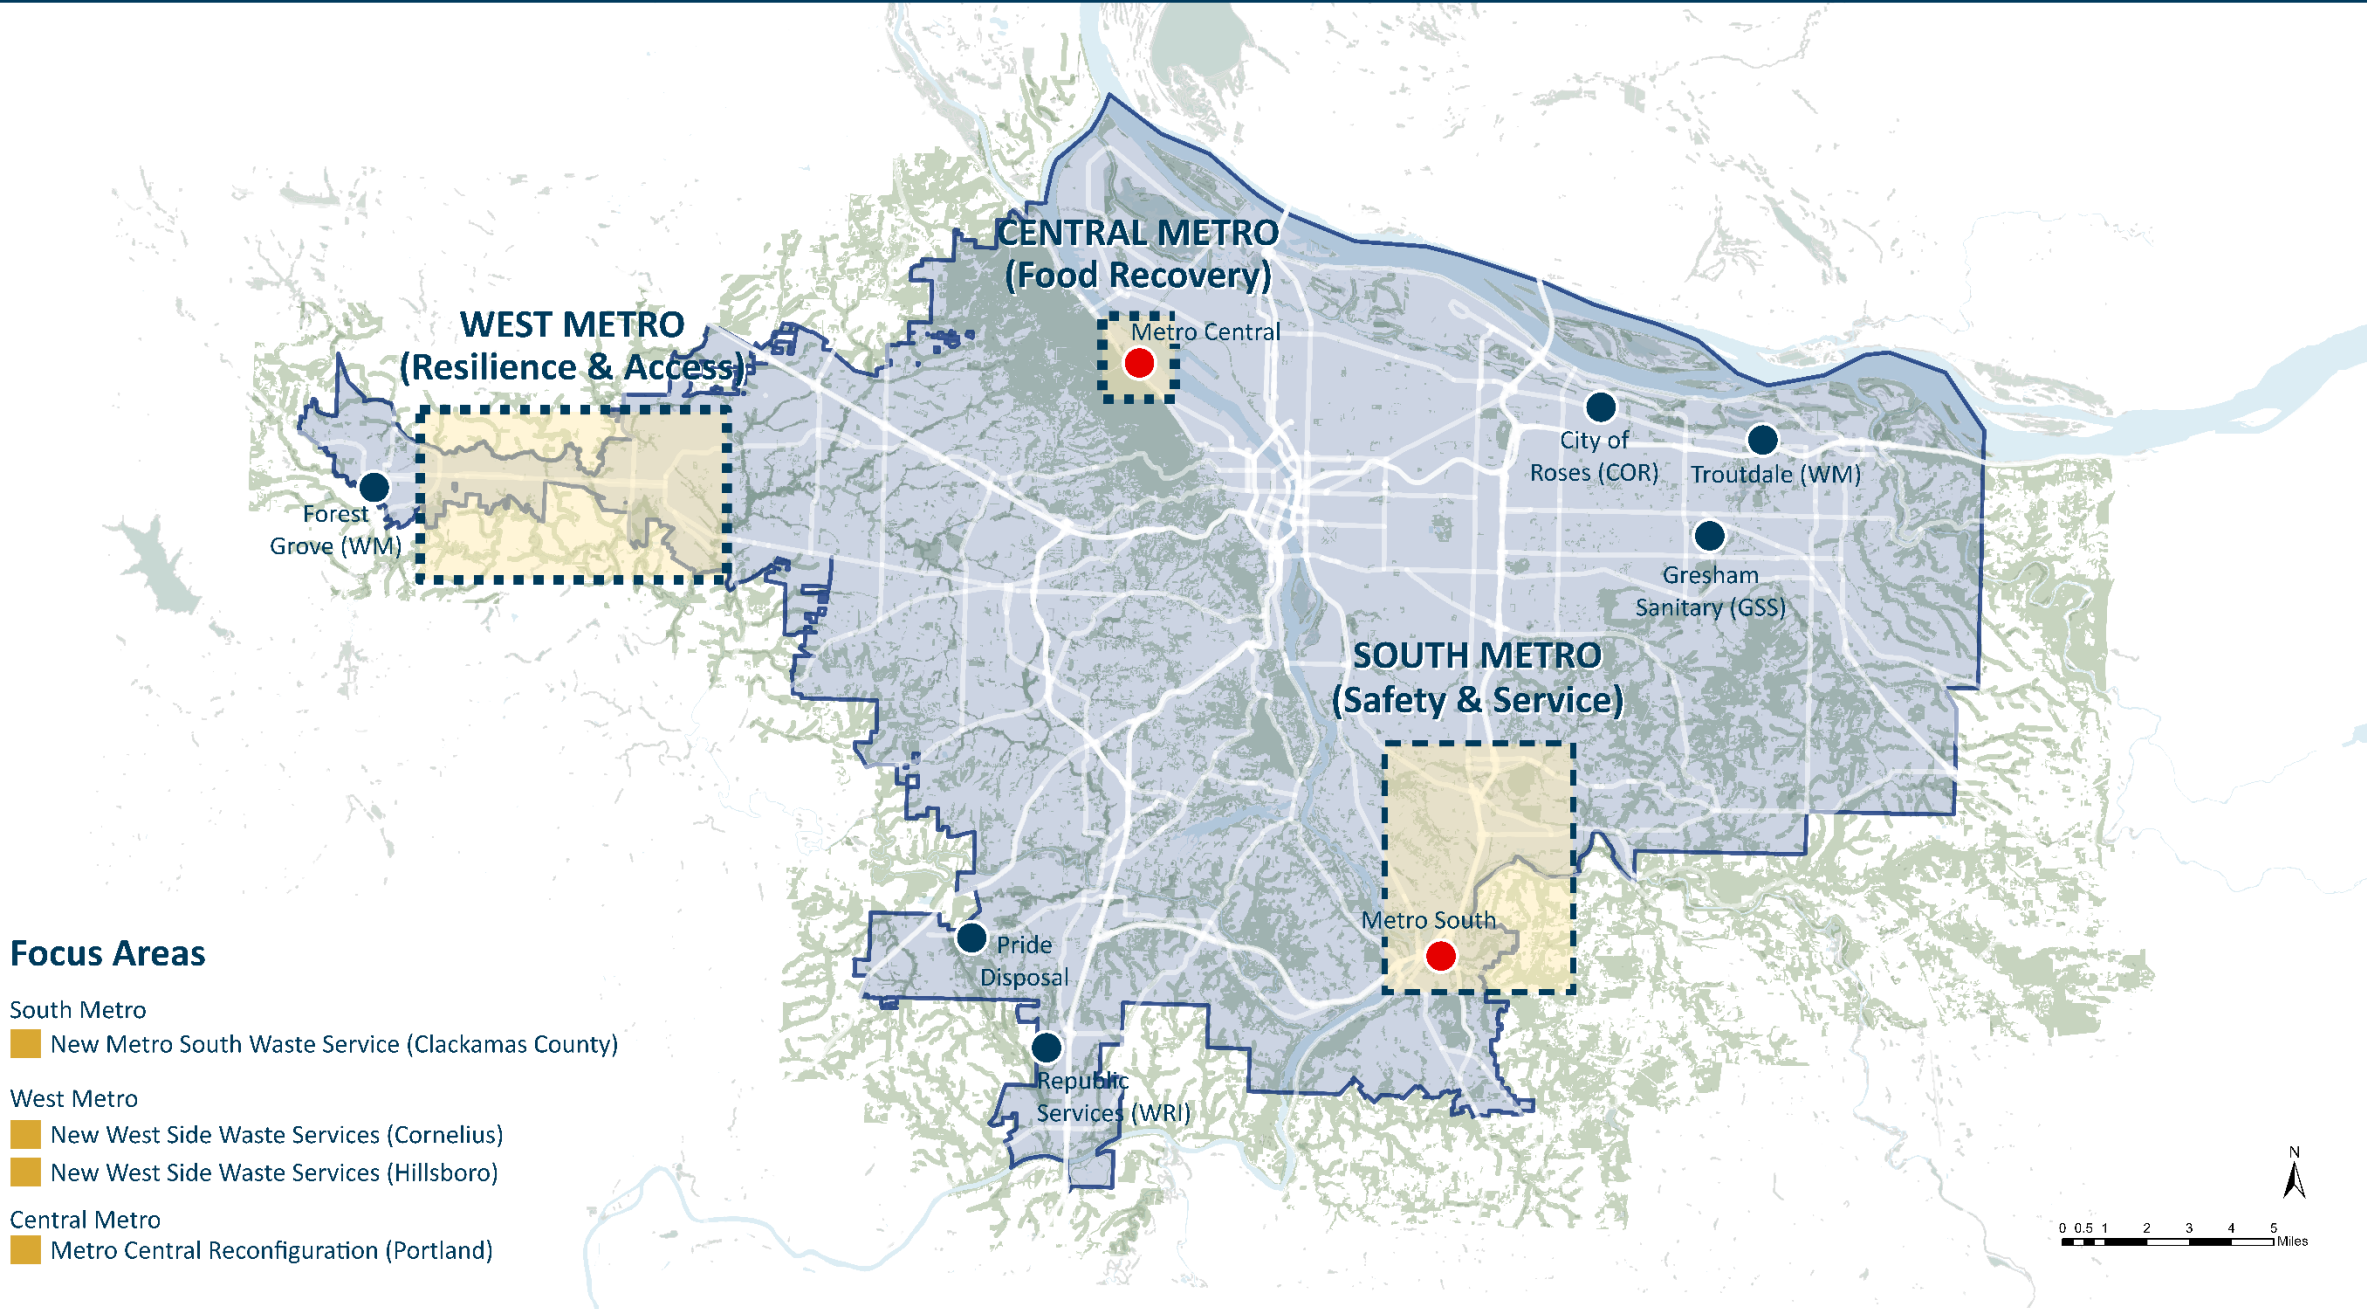 CENTRAL METRO
(Food Recovery)
Metro Central
WEST METRO
(Resilience & Access)
Forest
Grove (WM)
City of
Roses (COR)
Troutdale (WM)
Gresham
Sanitary (GSS)
SOUTH METRO
(Safety & Service)
Metro South
Pride
Disposal
Republic
Services (WRI)
Focus Areas
South Metro
New Metro South Waste Service (Clackamas County)
West Metro
New West Side Waste Services (Cornelius)
New West Side Waste Services (Hillsboro)
Central Metro
Metro Central Reconfiguration (Portland)
N
0 0.5 1 2 3 4 5
Miles